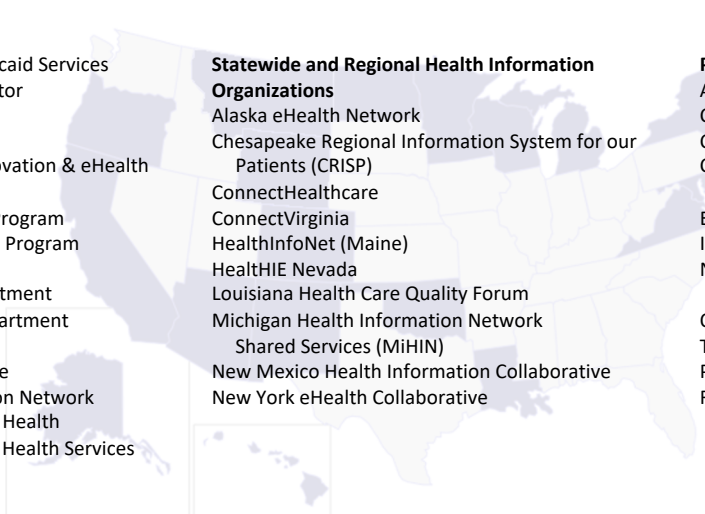 caid Services
tor
ovation & eHealth
rogram
Program
tment
artment
e
on Network
Health
Health Services
Statewide and Regional Health Information
Organizations
Alaska eHealth Network
Chesapeake Regional Information System for our
Patients (CRISP)
ConnectHealthcare
ConnectVirginia
HealthInfoNet (Maine)
HealtHIE Nevada
Louisiana Health Care Quality Forum
Michigan Health Information Network
Shared Services (MiHIN)
New Mexico Health Information Collaborative
New York eHealth Collaborative